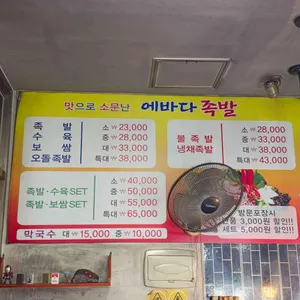 맛으로 소문난 에바다 족발
족 발 소 ₩ 23,000
수 육 중 ₩ 28,000
보 쌈 대 ₩ 33,000
오돌족발 특대 ₩ 38,000
불 족 발
냉채족발
소 ₩ 28,000
중 ₩ 33,000
대 ₩ 38,000
특대 ₩ 43,000
족발·수육SET
족발·보쌈SET
소 ₩ 40,000
중 ₩ 50,000
대 ₩ 55,000
특대 ₩ 65,000
방문포장시
3,000원 할인!!
세트 5,000원 할인!!
막국수 대 ₩ 15,000 중 ₩ 10,000